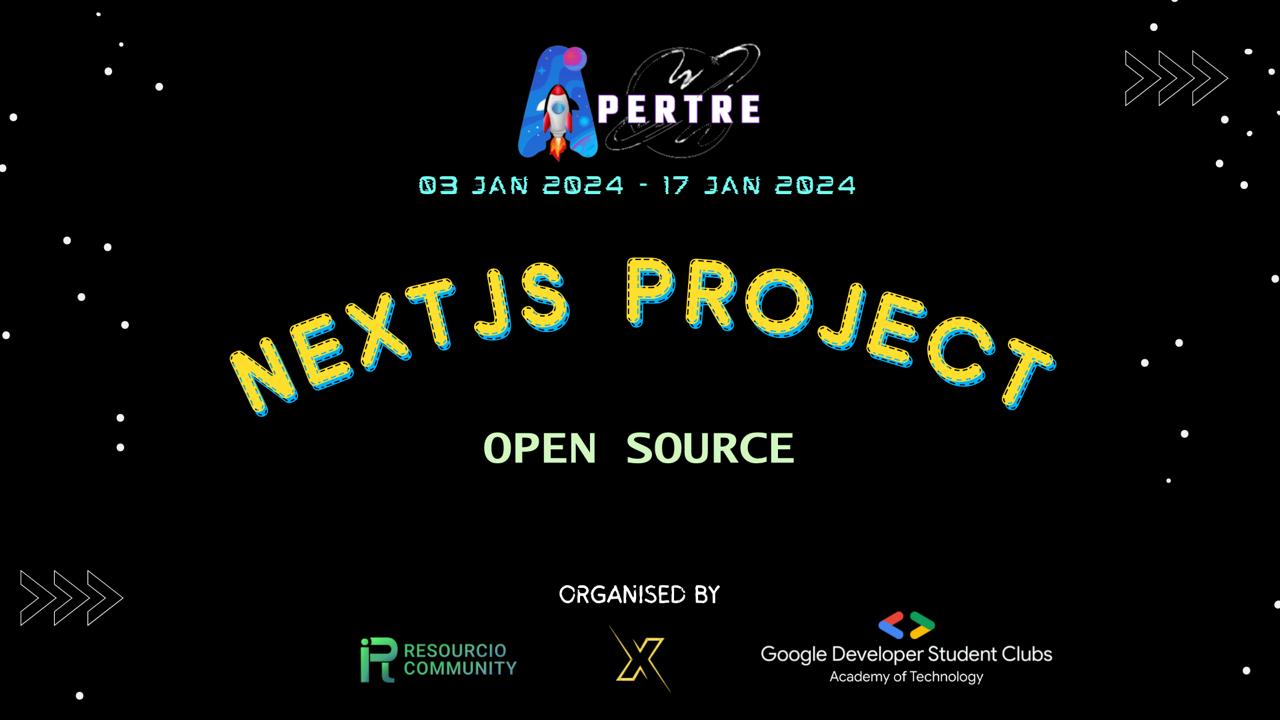 APERTRE
03 JAN 2024 - 17 JAN 2024
NEXTJS PROJECT
OPEN SOURCE
ORGANISED BY
RESOURCIO
COMMUNITY
X
Google Developer Student Clubs
Academy of Technology